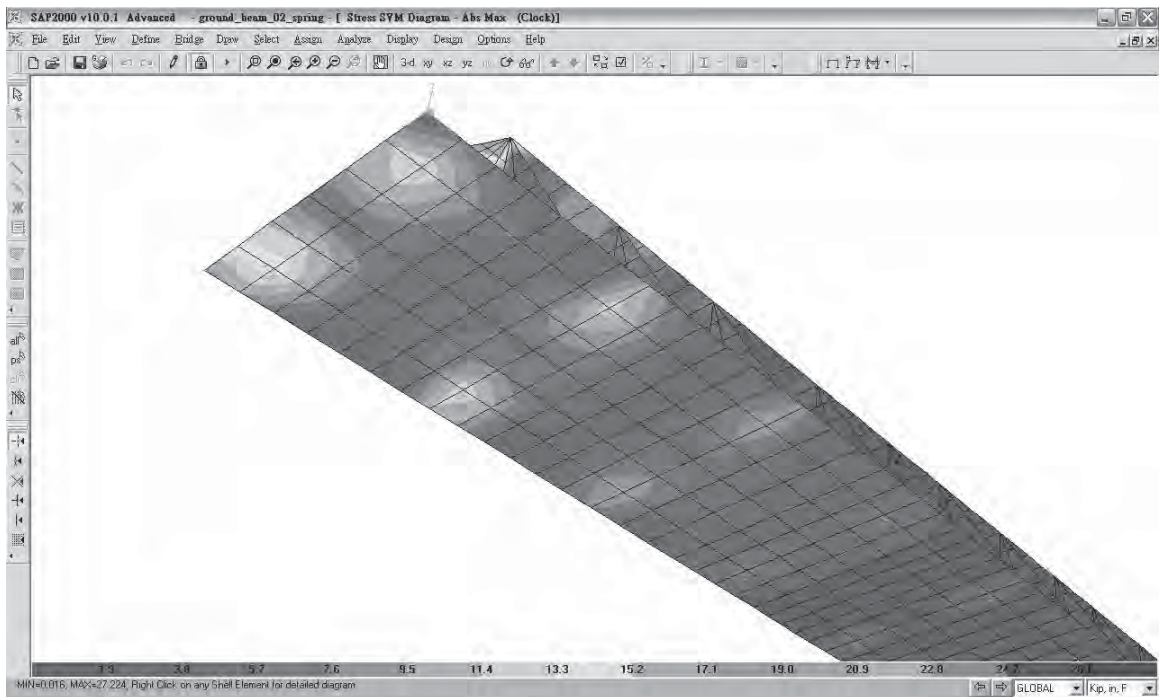 SAP2000 v10.0.1 Advanced - ground_beam_02_spring - [ Stress SVM Diagram - Abs Max (Clock)]
File Edit View Define Bridge Draw Select Assign Analyze Display Design Options Help
3-d xy xz yz
all
ps
3.8 5.7 7.6 9.5 11.4 13.3 15.2 17.1 19.0 20.9 22.8 24.7
MIN=0.016, MAX=27.224, Right Click on any Shell Element for detailed diagram
GLOBAL Kip, in, F